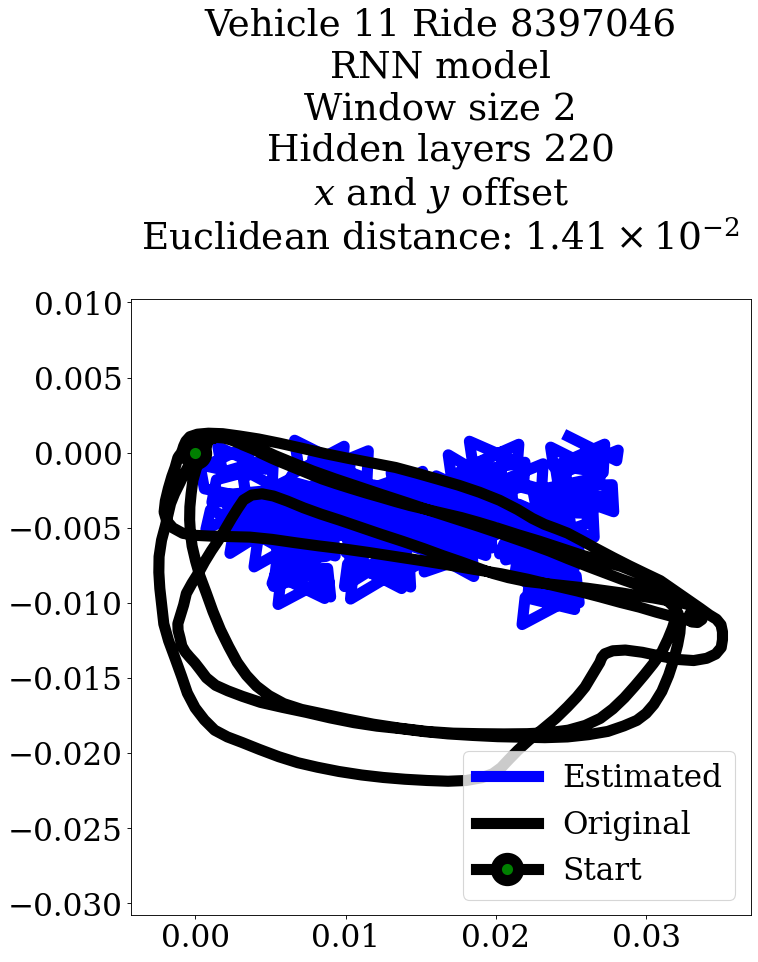 Vehicle 11 Ride 8397046
RNN model
Window size 2
Hidden layers 220
x and y offset
Euclidean distance: 1.41 × 10⁻²
0.010
0.005
0.000
−0.005
−0.010
−0.015
−0.020
−0.025
−0.030
Estimated
Original
Start
0.00 0.01 0.02 0.03